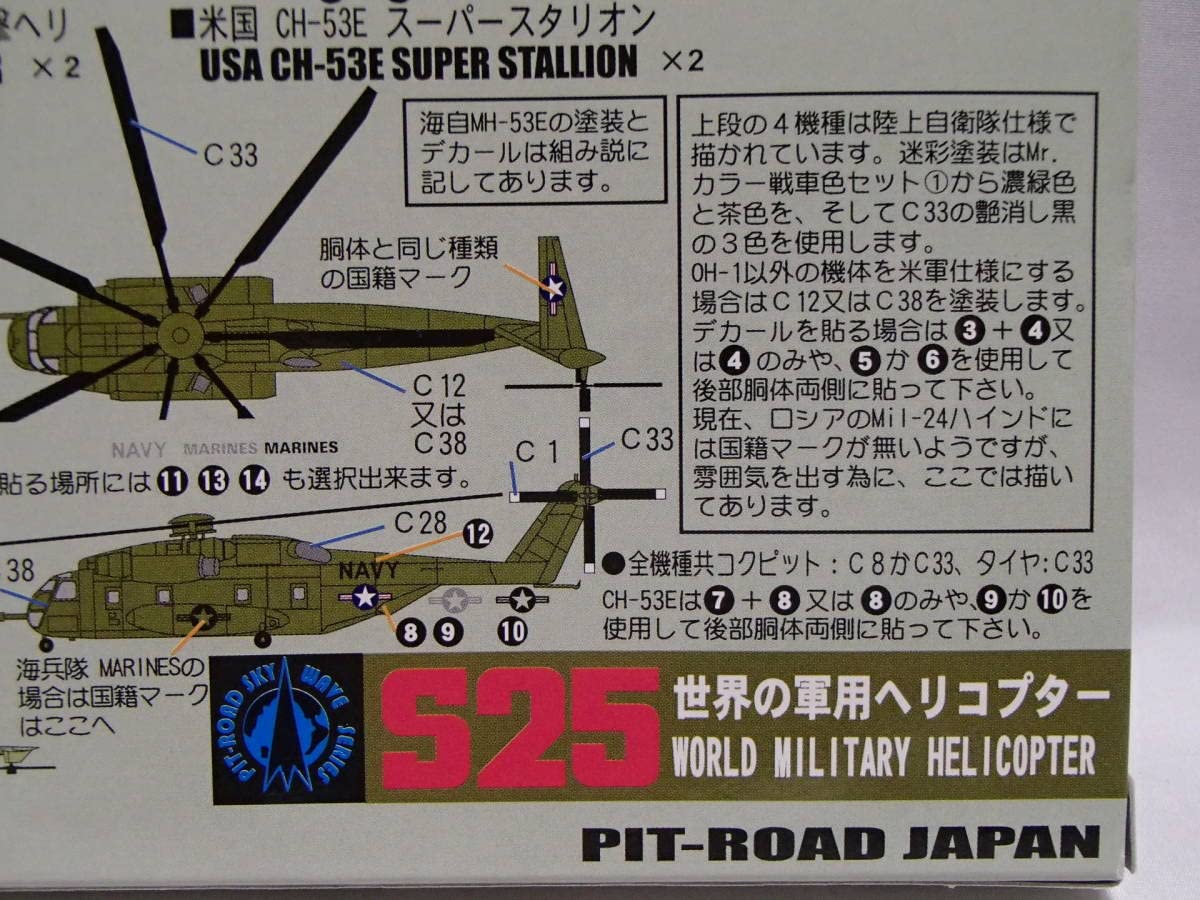 撃ヘリ
×2
■米国 CH-53E スーパースタリオン
USA CH-53E SUPER STALLION ×2
C33
海自MH-53Eの塗装と
デカールは組み説に
記してあります。
胴体と同じ種類
の国籍マーク
C12
又は
C38
上段の4機種は陸上自衛隊仕様で
描かれています。迷彩塗装はMr.
カラー戦車色セット①から濃緑色
と茶色を、そしてC33の艶消し黒
の3色を使用します。
OH-1以外の機体を米軍仕様にする
場合はC12又はC38を塗装します。
デカールを貼る場合は❸+❹又
は❹のみや、❺か❻を使用して
後部胴体両側に貼って下さい。
現在、ロシアのMil-24ハインドに
は国籍マークが無いようですが、
雰囲気を出す為に、ここでは描い
てあります。
NAVY MARINES MARINES
貼る場所には⓫ ⓭ ⓮ も選択出来ます。
C1
C33
C28
⓬
38
NAVY
❽ ❾ ❿
海兵隊 MARINESの
場合は国籍マーク
はここへ
●全機種共コクピット:C8かC33、タイヤ:C33
CH-53Eは❼+❽又は❽のみや、❾か❿を
使用して後部胴体両側に貼って下さい。
PIT-ROAD SKY WAVE SERIES
S25
世界の軍用ヘリコプター
WORLD MILITARY HELICOPTER
PIT-ROAD JAPAN